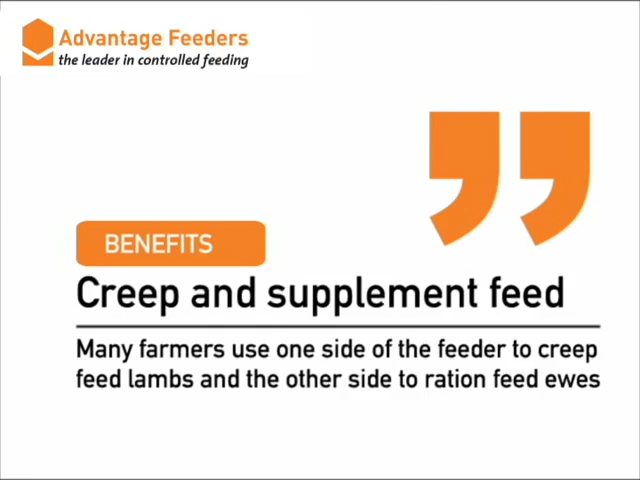 Advantage Feeders
the leader in controlled feeding
BENEFITS
Creep and supplement feed
Many farmers use one side of the feeder to creep
feed lambs and the other side to ration feed ewes